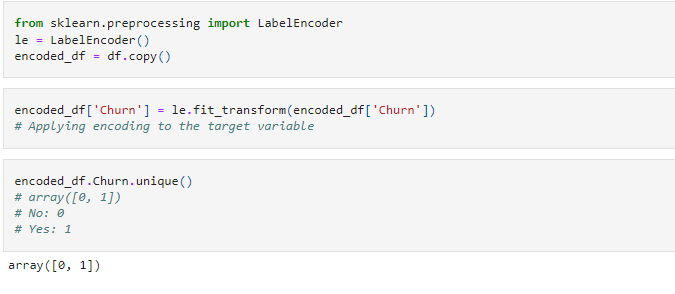 from sklearn.preprocessing import LabelEncoder
le = LabelEncoder()
encoded_df = df.copy()
encoded_df['Churn'] = le.fit_transform(encoded_df['Churn'])
# Applying encoding to the target variable
encoded_df.Churn.unique()
# array([0, 1])
# No: 0
# Yes: 1
array([0, 1])